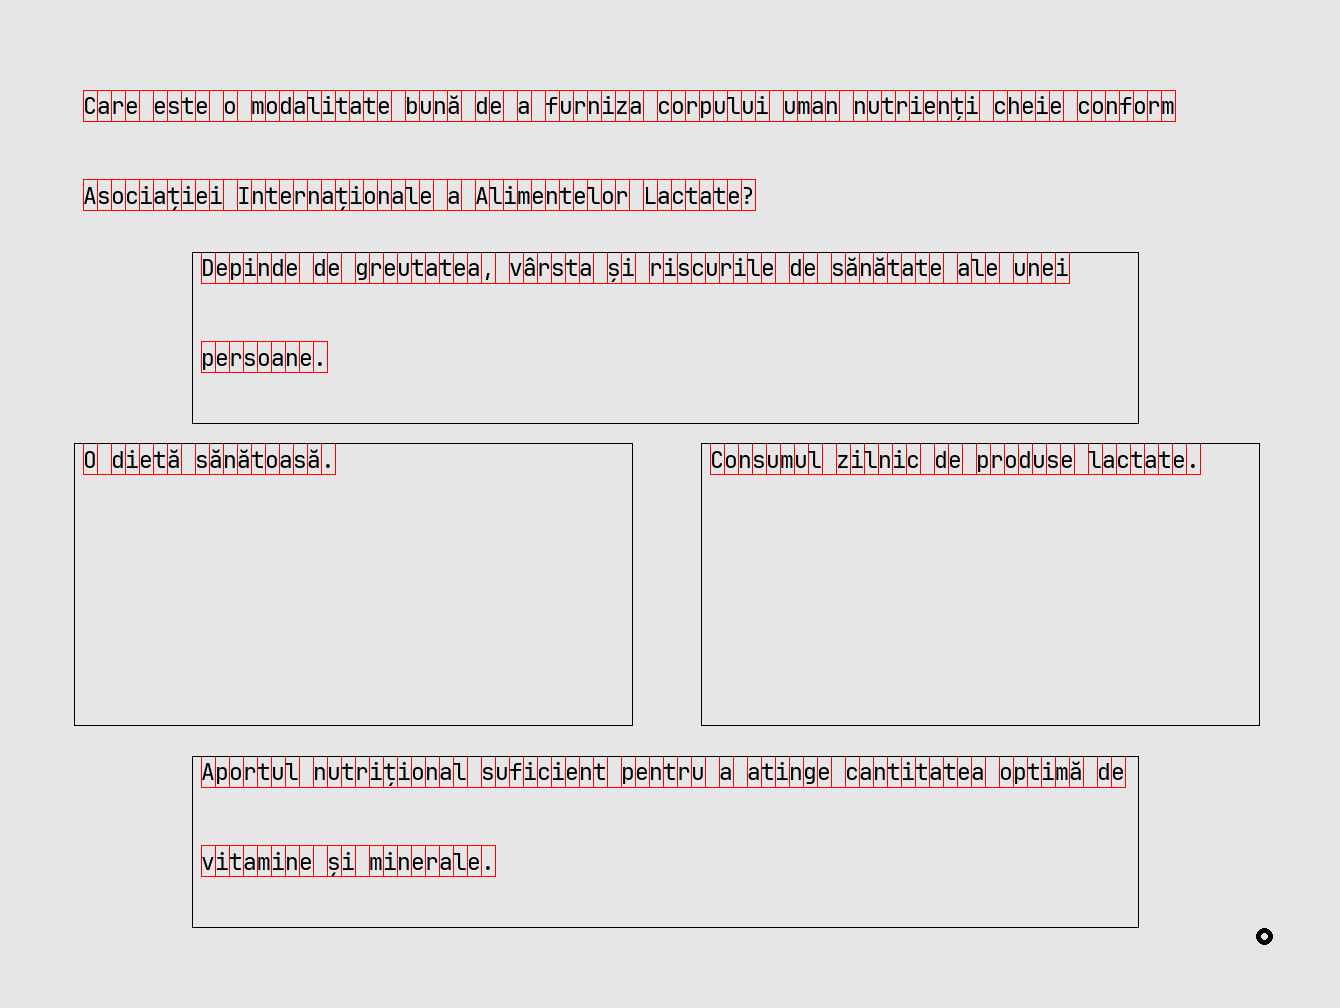 Care este o modalitate bună de a furniza corpului uman nutrienți cheie conform
Asociației Internaționale a Alimentelor Lactate?
Depinde de greutatea, vârsta și riscurile de sănătate ale unei
persoane.
O dietă sănătoasă.
Consumul zilnic de produse lactate.
Aportul nutrițional suficient pentru a atinge cantitatea optimă de
vitamine și minerale.